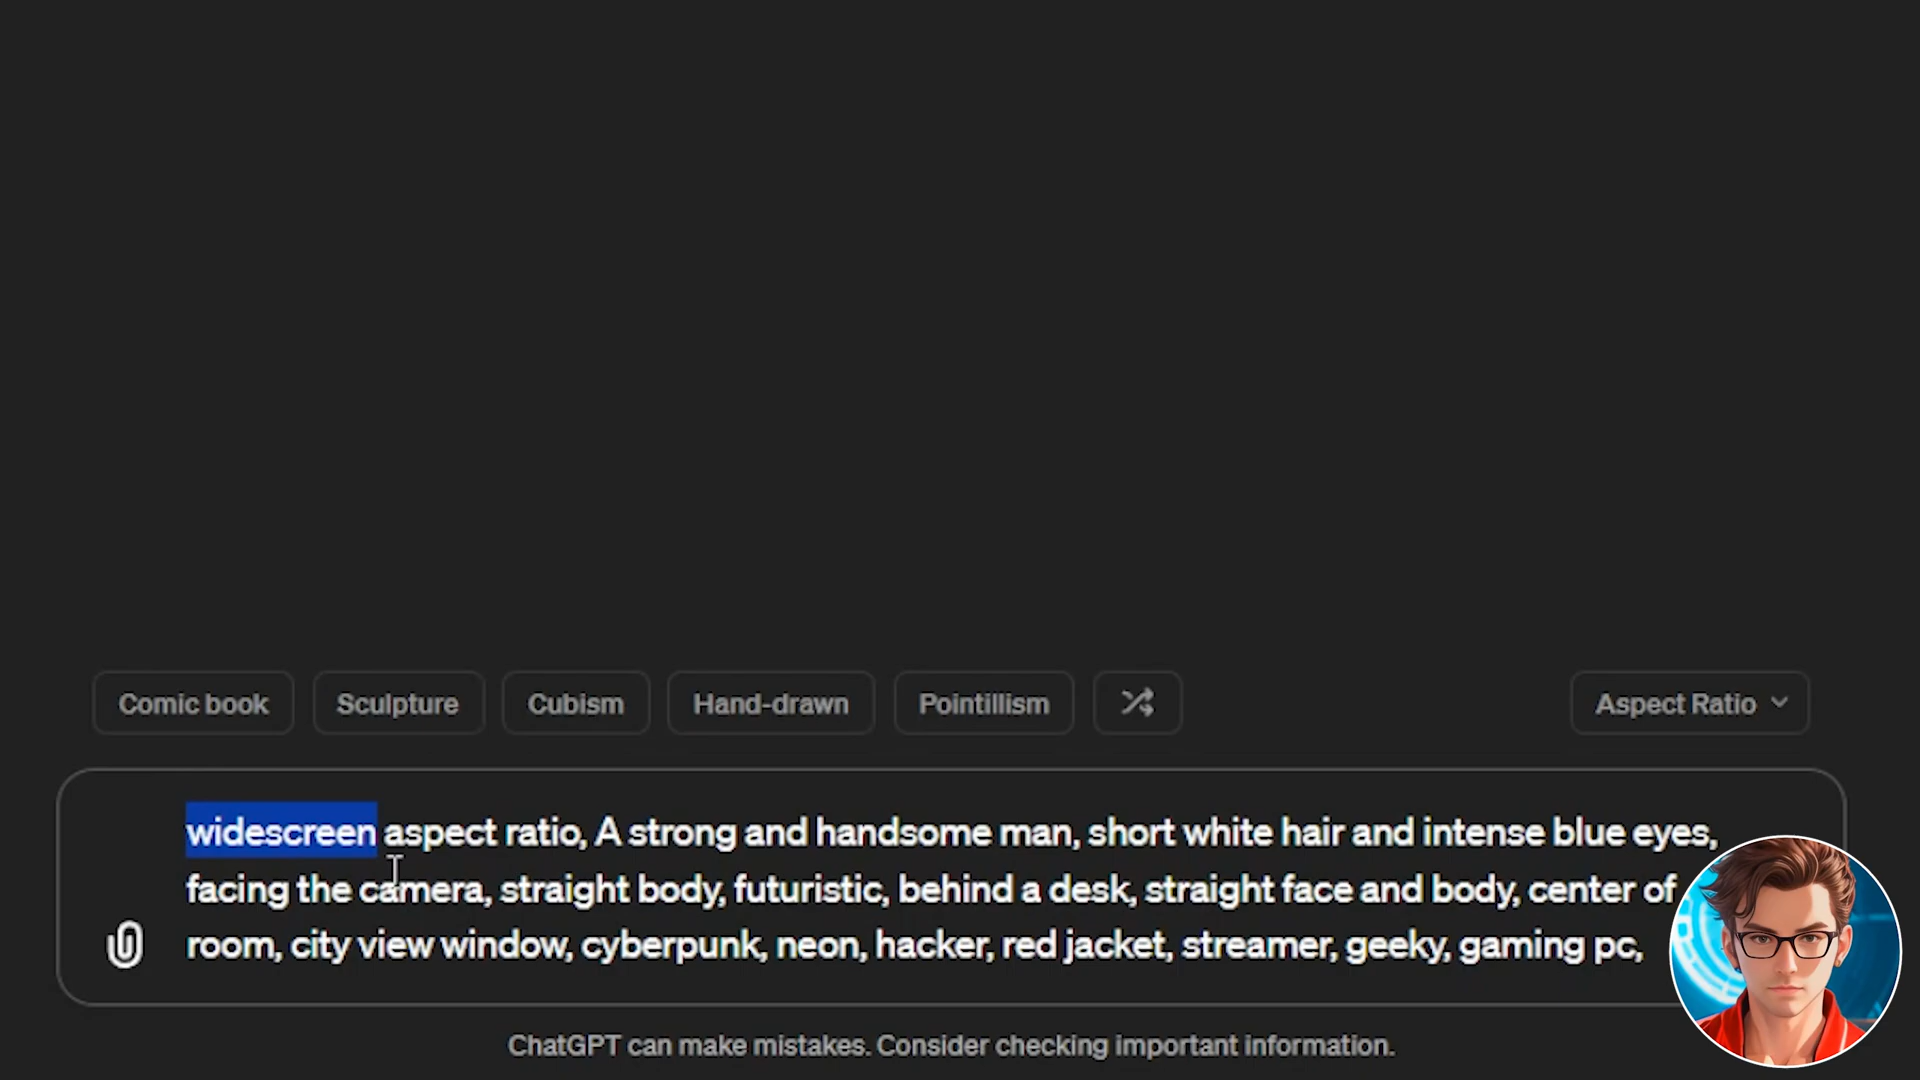 Comic book Sculpture Cubism Hand-drawn Pointillism Aspect Ratio
widescreen aspect ratio, A strong and handsome man, short white hair and intense blue eyes,
facing the camera, straight body, futuristic, behind a desk, straight face and body, center of
room, city view window, cyberpunk, neon, hacker, red jacket, streamer, geeky, gaming pc,
ChatGPT can make mistakes. Consider checking important information.